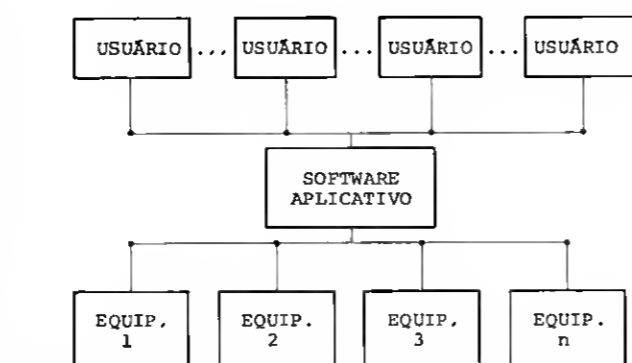 USUÁRIO ... USUÁRIO ... USUÁRIO ... USUÁRIO
SOFTWARE
APLICATIVO
EQUIP. EQUIP. EQUIP. EQUIP.
1 2 3 n